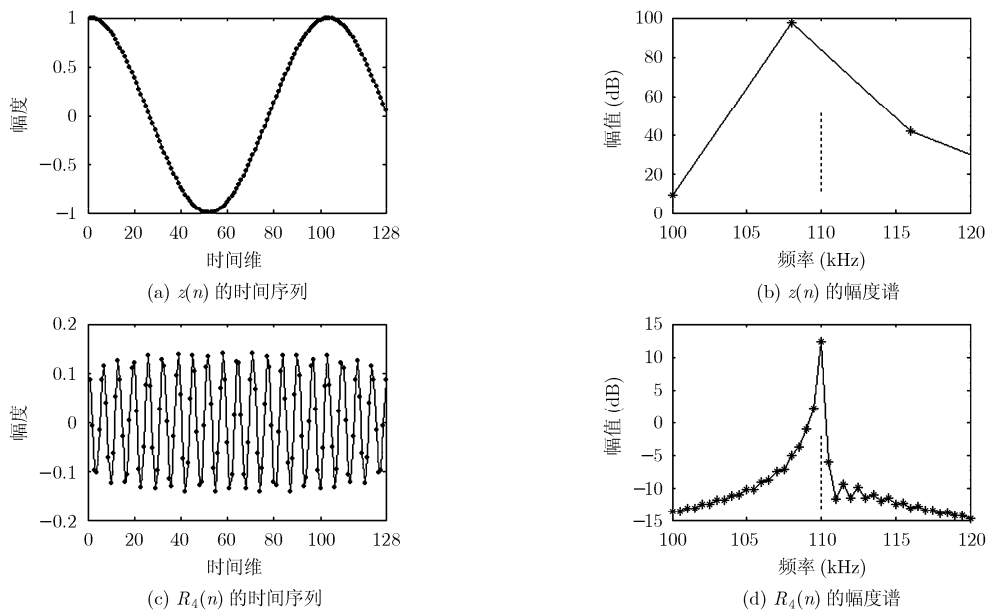 1
0.5
0
−0.5
−1
幅度
0 20 40 60 80 100 128
时间维
(a) z(n) 的时间序列
100
80
60
40
20
0
幅值 (dB)
100 105 110 115 120
频率 (kHz)
(b) z(n) 的幅度谱
0.2
0.1
0
−0.1
−0.2
幅度
0 20 40 60 80 100 128
时间维
(c) R₄(n) 的时间序列
15
10
5
0
−5
−10
−15
幅值 (dB)
100 105 110 115 120
频率 (kHz)
(d) R₄(n) 的幅度谱